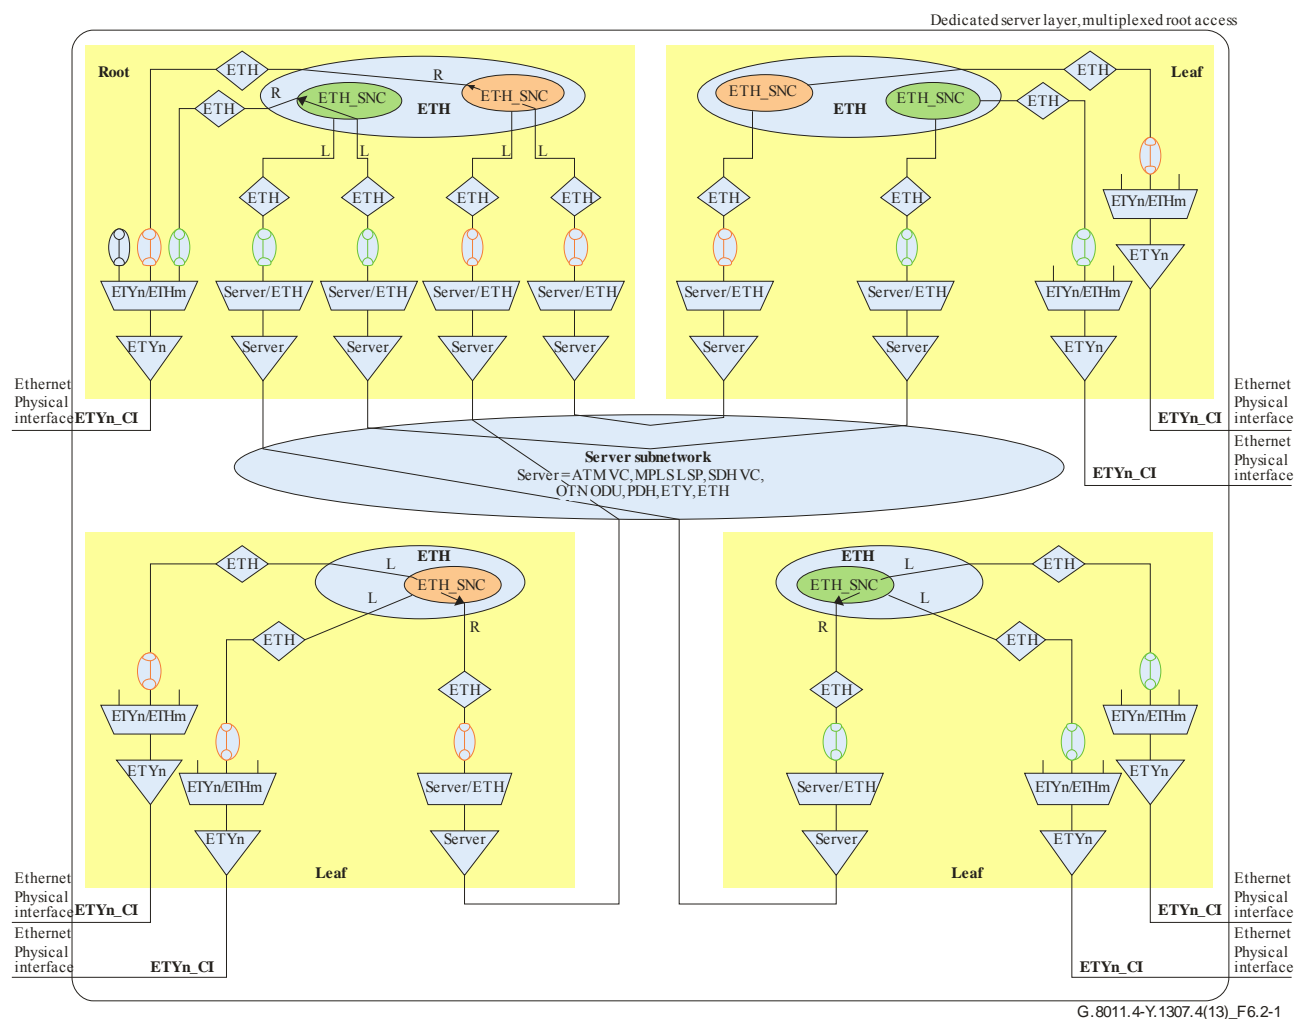 Dedicated server layer, multiplexed root access
Root
ETH
R
ETH_SNC
ETH
R
ETH_SNC
ETH
ETH_SNC
ETH
ETH_SNC
ETH
ETH
Leaf
L
L
L
L
ETH
ETH
ETH
ETH
ETH
ETH
ETYn/ETHm
ETYn
ETYn/ETHm
Server/ETH
Server/ETH
Server/ETH
Server/ETH
Server/ETH
Server/ETH
ETYn/ETHm
ETYn
Server
Server
Server
Server
Server
Server
ETYn
Ethernet
Physical
interface
ETYn_CI
ETYn_CI
Ethernet
Physical
interface
ETYn_CI
Ethernet
Physical
interface
Server subnetwork
Server=ATM VC, MPLS LSP, SDH VC,
OTN ODU, PDH, ETY, ETH
ETH
L
ETH
ETH_SNC
L
ETH
R
ETH
ETYn/ETHm
ETYn
ETYn/ETHm
Server/ETH
ETYn
Server
Leaf
Ethernet
Physical
interface
ETYn_CI
Ethernet
Physical
interface
ETYn_CI
ETH
L
ETH
ETH_SNC
L
R
ETH
ETH
ETYn/ETHm
ETYn
Server/ETH
ETYn/ETHm
Server
ETYn
Leaf
ETYn_CI
Ethernet
Physical
interface
ETYn_CI
Ethernet
Physical
interface
G.8011.4-Y.1307.4(13)_F6.2-1